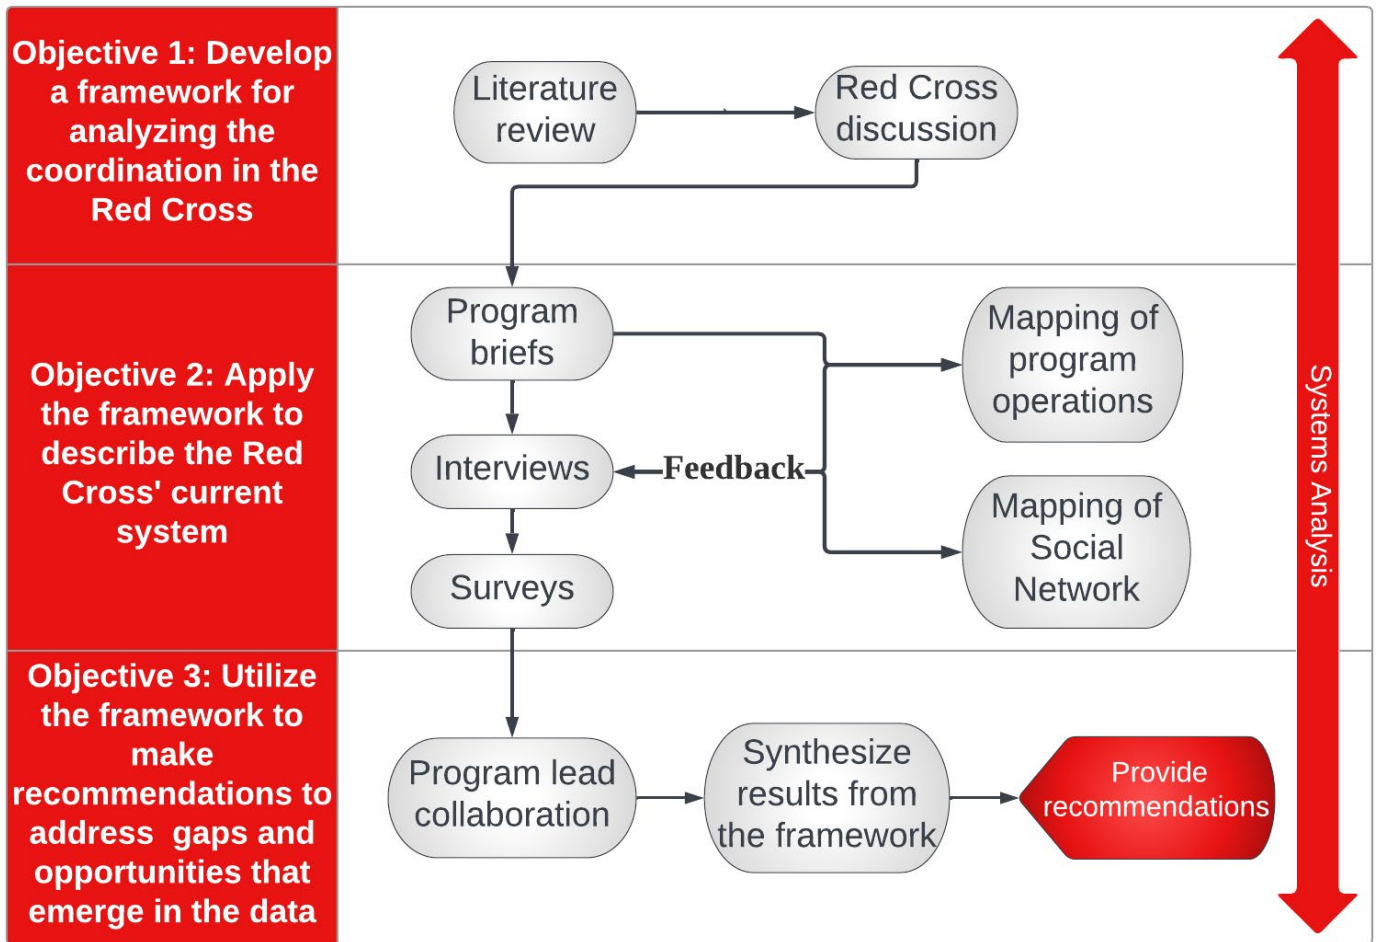 Objective 1: Develop
a framework for
analyzing the
coordination in the
Red Cross
Literature
review
Red Cross
discussion
Objective 2: Apply
the framework to
describe the Red
Cross' current
system
Program
briefs
Interviews
Surveys
Feedback
Mapping of
program
operations
Mapping of
Social
Network
Objective 3: Utilize
the framework to
make
recommendations to
address  gaps and
opportunities that
emerge in the data
Program lead
collaboration
Synthesize
results from
the framework
Provide
recommendations
Systems Analysis